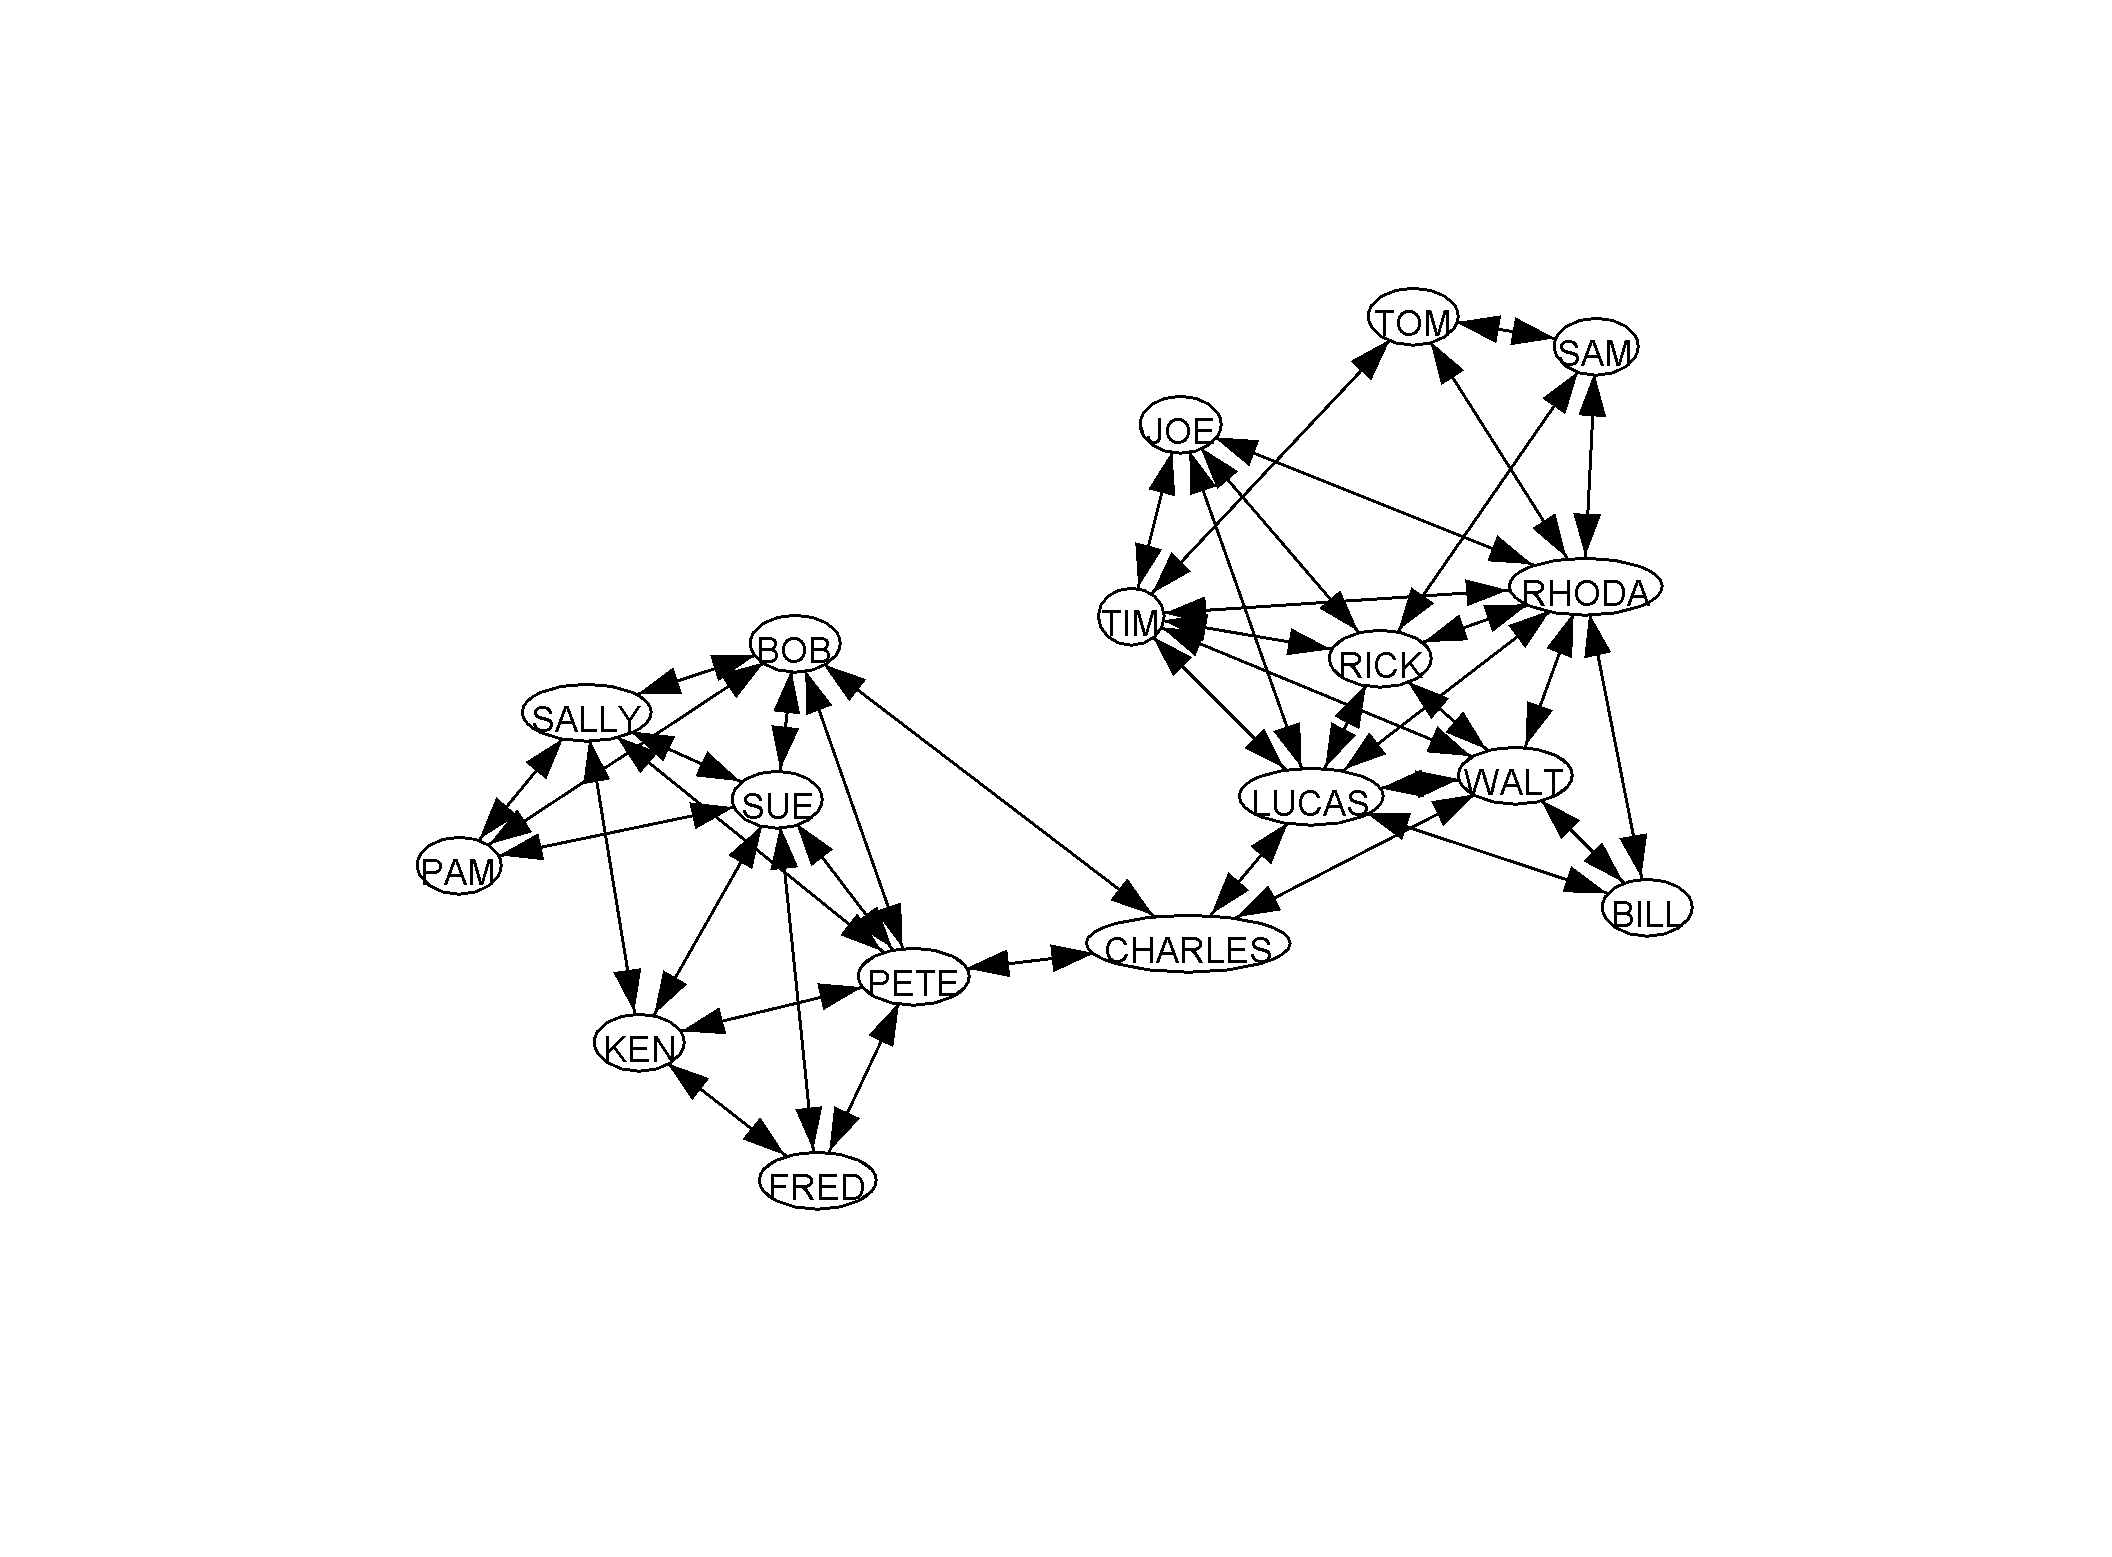 TOM
SAM
JOE
RHODA
TIM
BOB
RICK
SALLY
WALT
SUE
LUCAS
PAM
BILL
CHARLES
PETE
KEN
FRED